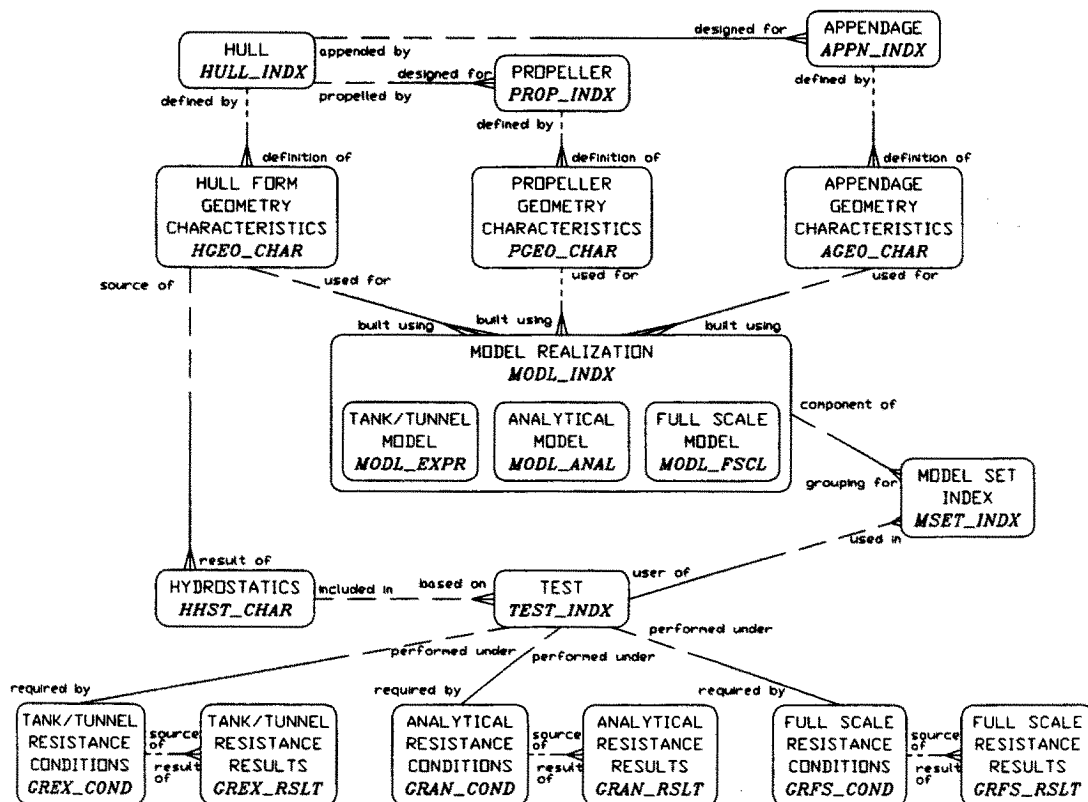 designed for
APPENDAGE
APPN_INDX
HULL
HULL_INDX
appended by
designed for
propelled by
PROPELLER
PROP_INDX
defined by
defined by
defined by
definition of
definition of
definition of
HULL FORM
GEOMETRY
CHARACTERISTICS
HGEO_CHAR
PROPELLER
GEOMETRY
CHARACTERISTICS
PGEO_CHAR
APPENDAGE
GEOMETRY
CHARACTERISTICS
AGEO_CHAR
source of
used for
used for
used for
built using
built using
built using
MODEL REALIZATION
MODL_INDX
TANK/TUNNEL
MODEL
MODL_EXPR
ANALYTICAL
MODEL
MODL_ANAL
FULL SCALE
MODEL
MODL_FSCL
component of
grouping for
MODEL SET
INDEX
MSET_INDX
used in
result of
HYDROSTATICS
HHST_CHAR
included in
based on
TEST
TEST_INDX
user of
performed under
performed under
performed under
required by
required by
required by
TANK/TUNNEL
RESISTANCE
CONDITIONS
GREX_COND
source
of
result
of
TANK/TUNNEL
RESISTANCE
RESULTS
GREX_RSLT
ANALYTICAL
RESISTANCE
CONDITIONS
GRAN_COND
source
of
result
of
ANALYTICAL
RESISTANCE
RESULTS
GRAN_RSLT
FULL SCALE
RESISTANCE
CONDITIONS
GRFS_COND
source
of
result
of
FULL SCALE
RESISTANCE
RESULTS
GRFS_RSLT